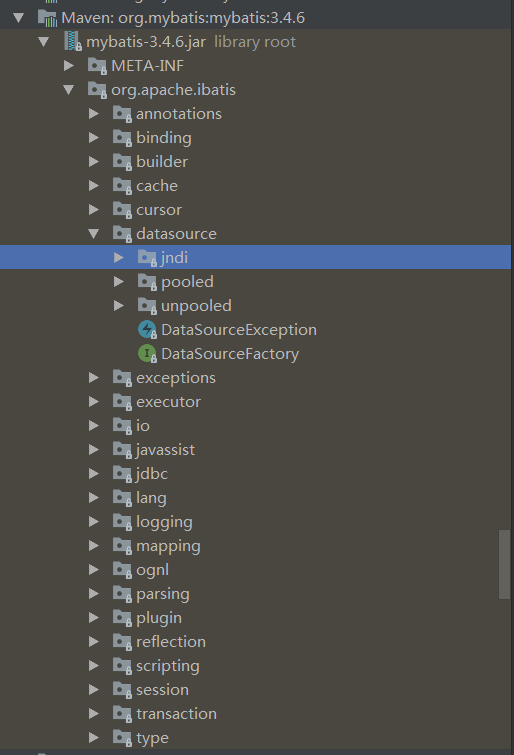 Maven: org.mybatis:mybatis:3.4.6
mybatis-3.4.6.jar library root
META-INF
org.apache.ibatis
annotations
binding
builder
cache
cursor
datasource
jndi
pooled
unpooled
DataSourceException
I DataSourceFactory
exceptions
executor
io
javassist
jdbc
lang
logging
mapping
ognl
parsing
plugin
reflection
scripting
session
transaction
type